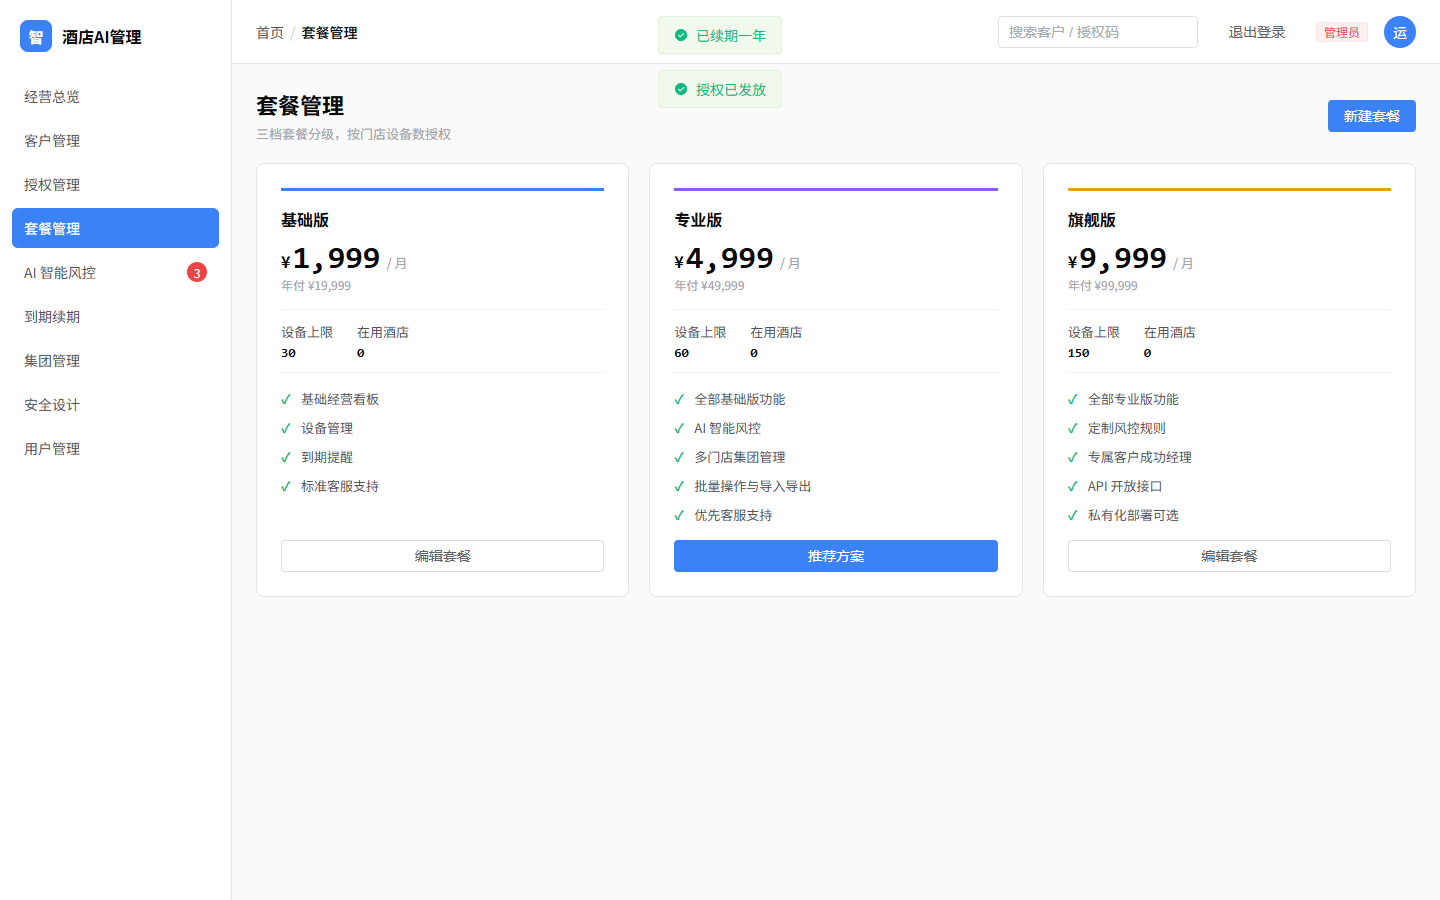 智 酒店AI管理
经营总览
客户管理
授权管理
套餐管理
AI 智能风控 3
到期续期
集团管理
安全设计
用户管理
首页 / 套餐管理
已续期一年
搜索客户 / 授权码
退出登录
管理员
运
授权已发放
套餐管理
三档套餐分级，按门店设备数授权
新建套餐
基础版
¥1,999 / 月
年付 ¥19,999
设备上限 在用酒店
30 0
✓ 基础经营看板
✓ 设备管理
✓ 到期提醒
✓ 标准客服支持
编辑套餐
专业版
¥4,999 / 月
年付 ¥49,999
设备上限 在用酒店
60 0
✓ 全部基础版功能
✓ AI 智能风控
✓ 多门店集团管理
✓ 批量操作与导入导出
✓ 优先客服支持
推荐方案
旗舰版
¥9,999 / 月
年付 ¥99,999
设备上限 在用酒店
150 0
✓ 全部专业版功能
✓ 定制风控规则
✓ 专属客户成功经理
✓ API 开放接口
✓ 私有化部署可选
编辑套餐